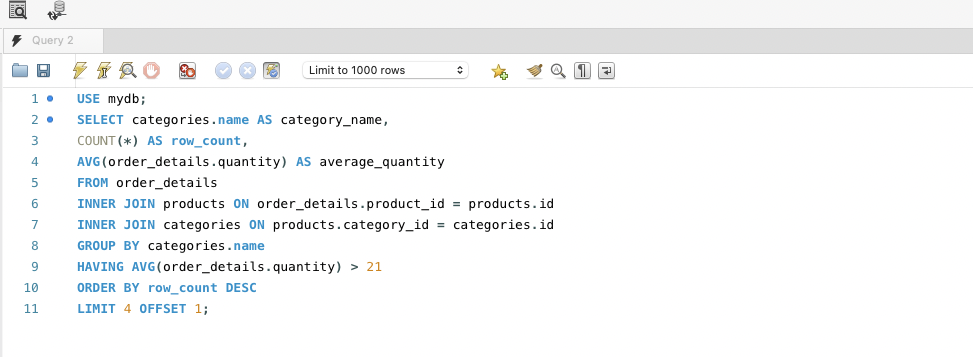 Query 2
Limit to 1000 rows
1 USE mydb;
2 SELECT categories.name AS category_name,
3 COUNT(*) AS row_count,
4 AVG(order_details.quantity) AS average_quantity
5 FROM order_details
6 INNER JOIN products ON order_details.product_id = products.id
7 INNER JOIN categories ON products.category_id = categories.id
8 GROUP BY categories.name
9 HAVING AVG(order_details.quantity) > 21
10 ORDER BY row_count DESC
11 LIMIT 4 OFFSET 1;